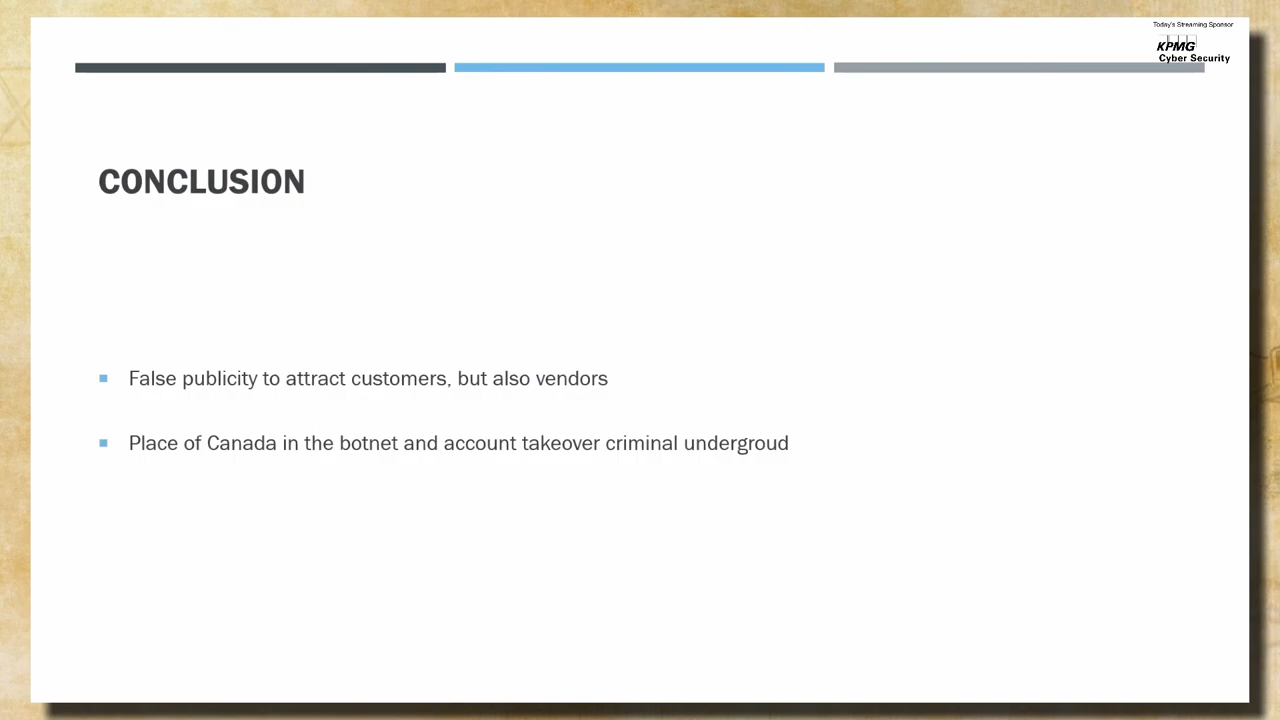 Today's Streaming Sponsor
KPMG
Cyber Security
CONCLUSION
False publicity to attract customers, but also vendors
Place of Canada in the botnet and account takeover criminal undergroud